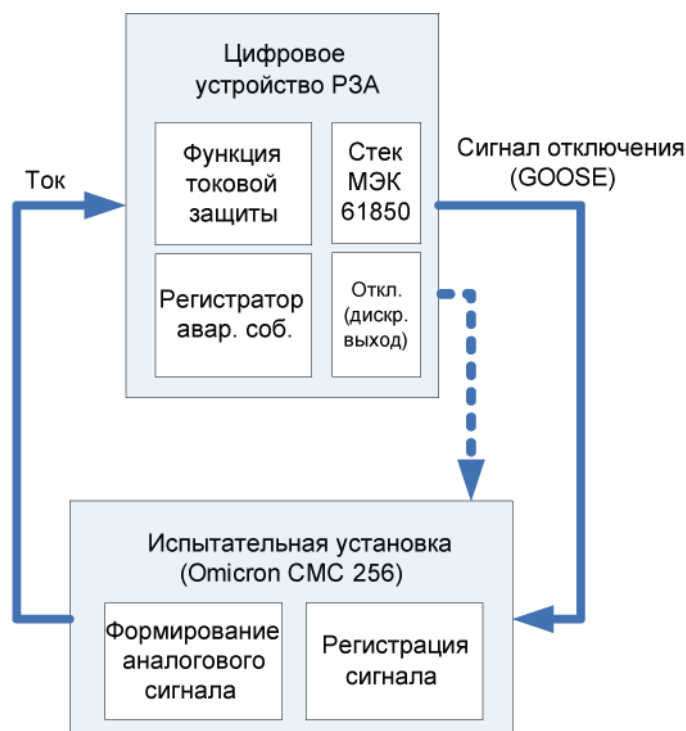 Цифровое
устройство РЗА
Функция
токовой
защиты
Стек
МЭК
61850
Сигнал отключения
(GOOSE)
Ток
Регистратор
авар. соб.
Откл.
(дискр.
выход)
Испытательная установка
(Omicron CMC 256)
Формирование
аналогового
сигнала
Регистрация
сигнала